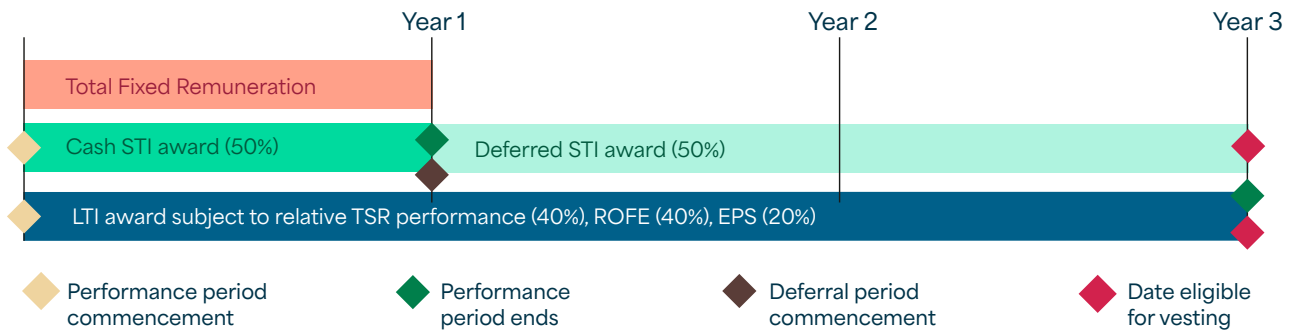 Year 1
Year 2
Year 3
Total Fixed Remuneration
Cash STI award (50%)
Deferred STI award (50%)
LTI award subject to relative TSR performance (40%), ROFE (40%), EPS (20%)
Performance period
commencement
Performance
period ends
Deferral period
commencement
Date eligible
for vesting